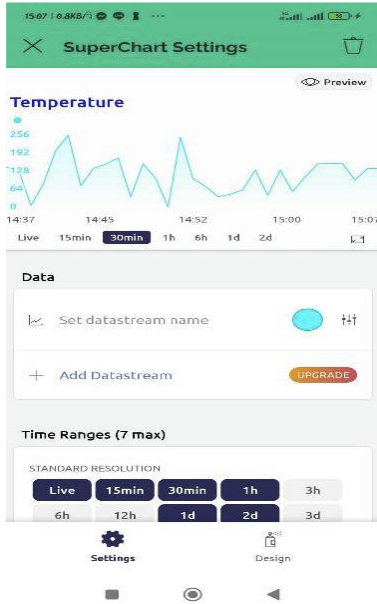 15:07 | 0.8KB/s ... 59
SuperChart Settings
Preview
Temperature
256
192
128
64
0
14:37 14:45 14:52 15:00 15:07
Live 15min 30min 1h 6h 1d 2d
Data
Set datastream name
+ Add Datastream UPGRADE
Time Ranges (7 max)
STANDARD RESOLUTION
Live 15min 30min 1h 3h
6h 12h 1d 2d 3d
Settings Design